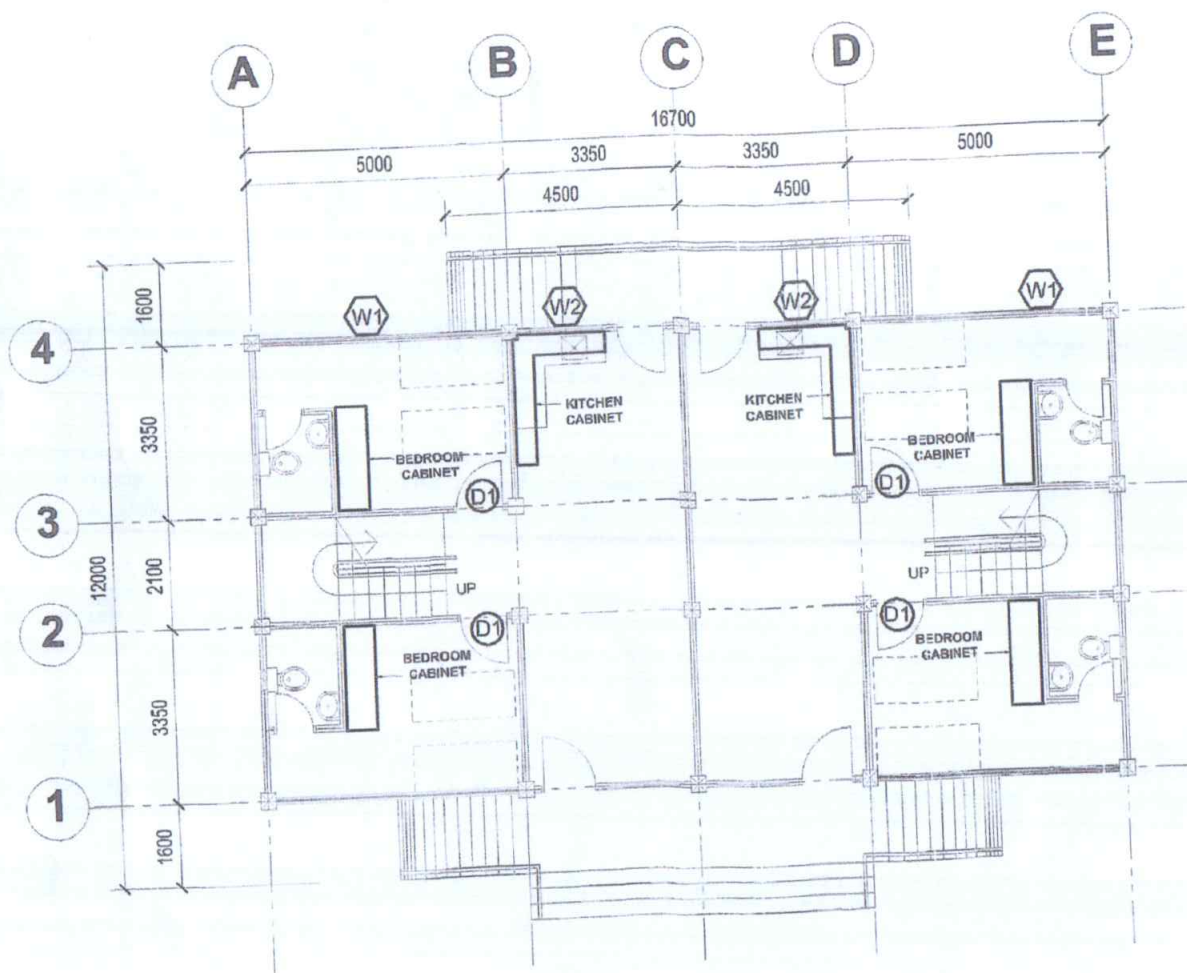 A
B
C
D
E
16700
5000
3350
3350
5000
4500
4500
1600
W1
W2
W2
W1
4
KITCHEN
CABINET
KITCHEN
CABINET
3350
BEDROOM
CABINET
BEDROOM
CABINET
D1
D1
3
12000
2100
UP
UP
2
D1
D1
BEDROOM
CABINET
BEDROOM
CABINET
3350
1
1600